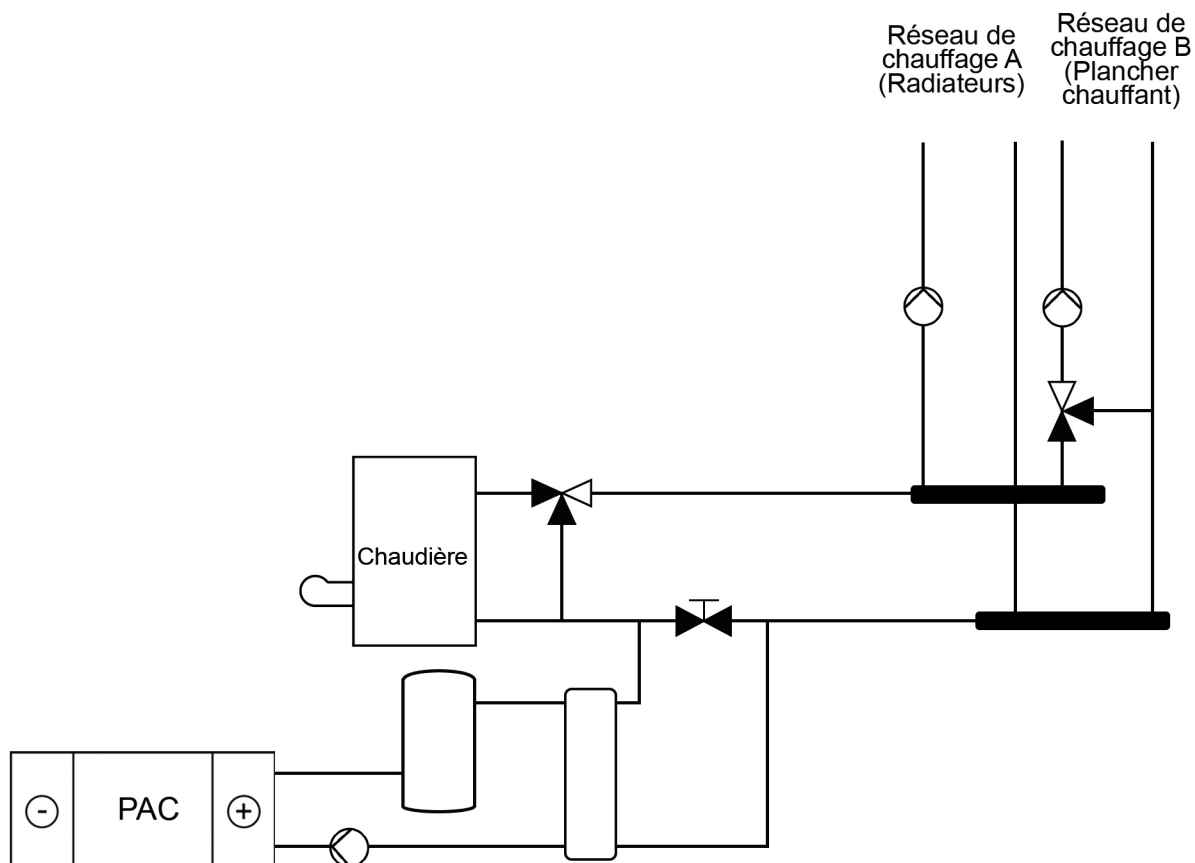 Réseau de
chauffage A
(Radiateurs)
Réseau de
chauffage B
(Plancher
chauffant)
Chaudière
-
PAC
+